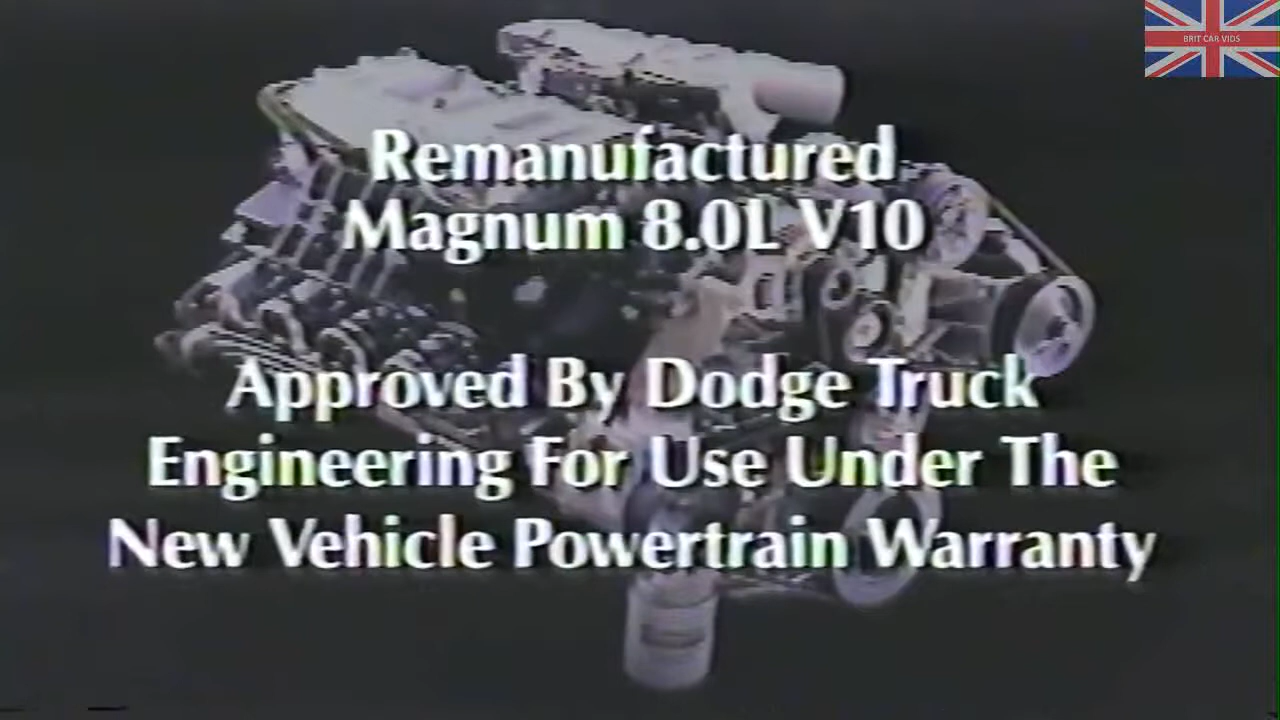 BRIT CAR VIDS
Remanufactured
Magnum 8.0L V10
Approved By Dodge Truck
Engineering For Use Under The
New Vehicle Powertrain Warranty